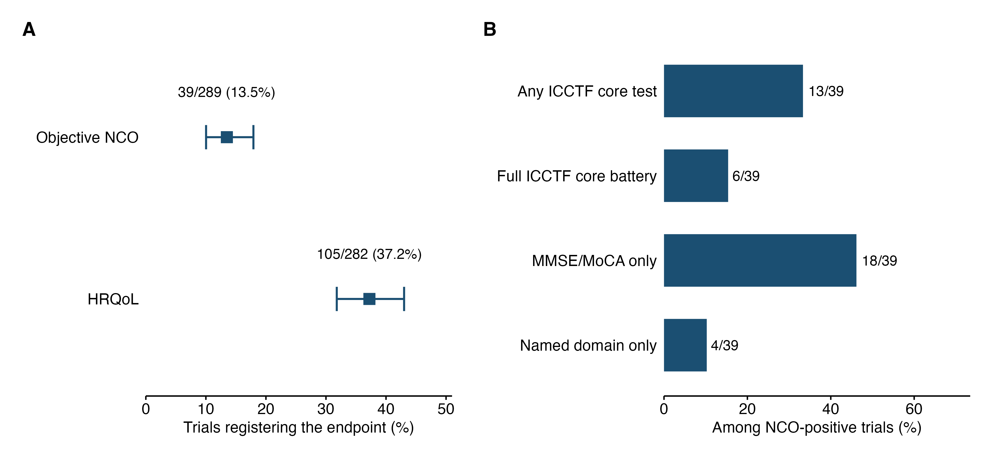 A
39/289 (13.5%)
Objective NCO
105/282 (37.2%)
HRQoL
0 10 20 30 40 50
Trials registering the endpoint (%)
B
Any ICCTF core test 13/39
Full ICCTF core battery 6/39
MMSE/MoCA only 18/39
Named domain only 4/39
0 20 40 60
Among NCO-positive trials (%)